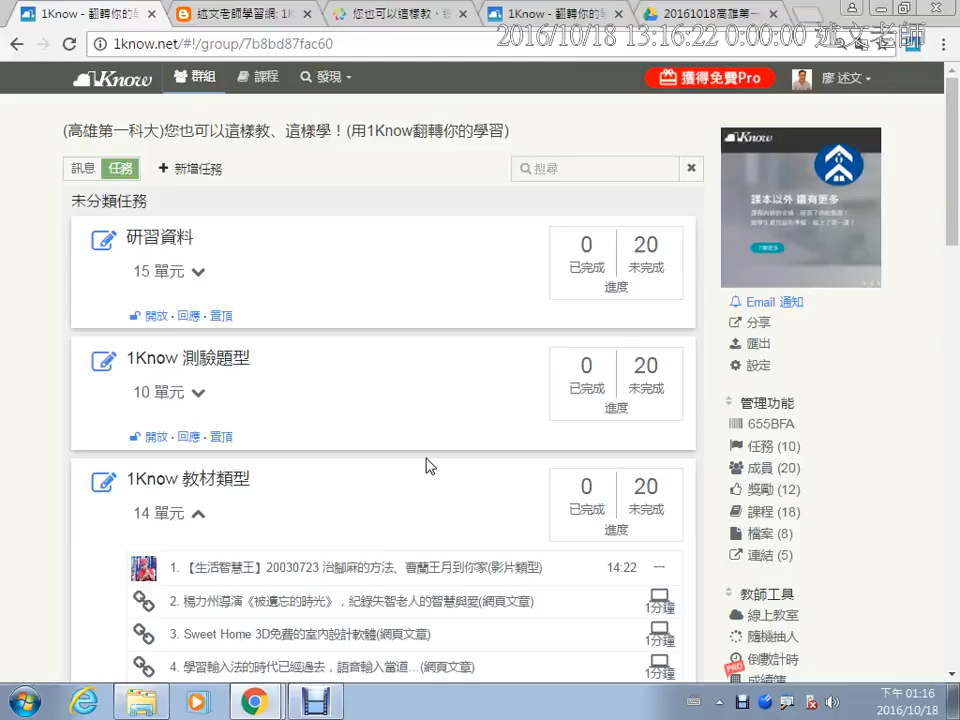 1Know - 翻轉你的
述文老師學習網: 1K
您也可以這樣教、
1Know - 翻轉你的
20161018高雄第一
1know.net/#!/group/7b8bd87fac60
2016/10/18 13:16:22 0:00:00 述文老師
1Know
群組
課程
發現
獲得免費Pro
廖 述文
(高雄第一科大)您也可以這樣教、這樣學！(用1Know翻轉你的學習)
訊息
任務
新增任務
搜尋
未分類任務
研習資料
15 單元
0
已完成
20
未完成
進度
開放 · 回應 · 置頂
1Know 測驗題型
10 單元
0
已完成
20
未完成
進度
開放 · 回應 · 置頂
1Know 教材類型
14 單元
0
已完成
20
未完成
進度
1. 【生活智慧王】20030723 治腳麻的方法、曹蘭王月到你家(影片類型)
14:22
2. 楊力州導演《被遺忘的時光》，紀錄失智老人的智慧與愛(網頁文章)
1分鐘
3. Sweet Home 3D免費的室內設計軟體(網頁文章)
1分鐘
4. 學習輸入法的時代已經過去，語音輸入當道…(網頁文章)
1分鐘
1Know
課本以外 還有更多
了解更多
Email 通知
分享
匯出
設定
管理功能
655BFA
任務 (10)
成員 (20)
獎勵 (12)
課程 (18)
檔案 (8)
連結 (5)
教師工具
線上教室
隨機抽人
倒數計時
PRO
成績簿
下午 01:16
2016/10/18